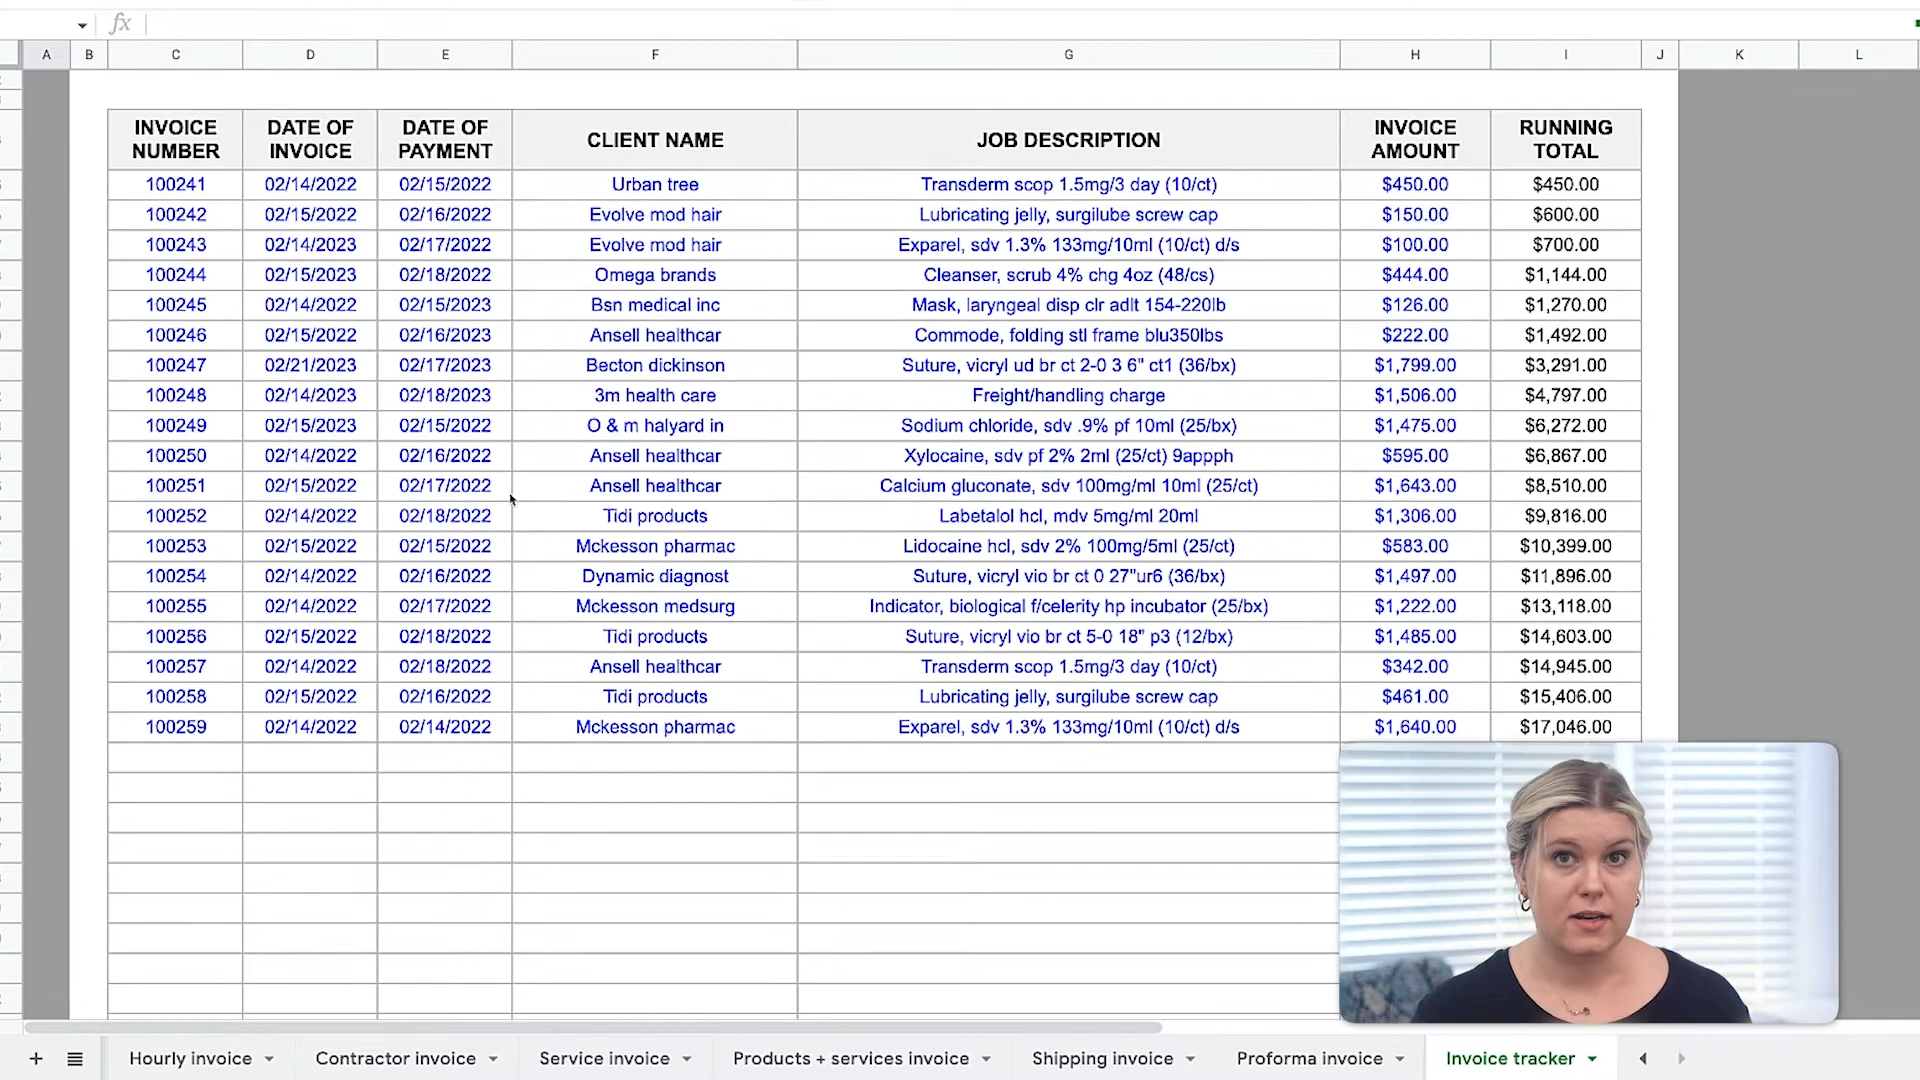 fx
A B C D E F G H I J K L
INVOICE NUMBER DATE OF INVOICE DATE OF PAYMENT CLIENT NAME JOB DESCRIPTION INVOICE AMOUNT RUNNING TOTAL
100241 02/14/2022 02/15/2022 Urban tree Transderm scop 1.5mg/3 day (10/ct) $450.00 $450.00
100242 02/15/2022 02/16/2022 Evolve mod hair Lubricating jelly, surgilube screw cap $150.00 $600.00
100243 02/14/2023 02/17/2022 Evolve mod hair Exparel, sdv 1.3% 133mg/10ml (10/ct) d/s $100.00 $700.00
100244 02/15/2023 02/18/2022 Omega brands Cleanser, scrub 4% chg 4oz (48/cs) $444.00 $1,144.00
100245 02/14/2022 02/15/2023 Bsn medical inc Mask, laryngeal disp clr adlt 154-220lb $126.00 $1,270.00
100246 02/15/2022 02/16/2023 Ansell healthcar Commode, folding stl frame blu350lbs $222.00 $1,492.00
100247 02/21/2023 02/17/2023 Becton dickinson Suture, vicryl ud br ct 2-0 3 6" ct1 (36/bx) $1,799.00 $3,291.00
100248 02/14/2023 02/18/2023 3m health care Freight/handling charge $1,506.00 $4,797.00
100249 02/15/2023 02/15/2022 O & m halyard in Sodium chloride, sdv .9% pf 10ml (25/bx) $1,475.00 $6,272.00
100250 02/14/2022 02/16/2022 Ansell healthcar Xylocaine, sdv pf 2% 2ml (25/ct) 9appph $595.00 $6,867.00
100251 02/15/2022 02/17/2022 Ansell healthcar Calcium gluconate, sdv 100mg/ml 10ml (25/ct) $1,643.00 $8,510.00
100252 02/14/2022 02/18/2022 Tidi products Labetalol hcl, mdv 5mg/ml 20ml $1,306.00 $9,816.00
100253 02/15/2022 02/15/2022 Mckesson pharmac Lidocaine hcl, sdv 2% 100mg/5ml (25/ct) $583.00 $10,399.00
100254 02/14/2022 02/16/2022 Dynamic diagnost Suture, vicryl vio br ct 0 27"ur6 (36/bx) $1,497.00 $11,896.00
100255 02/14/2022 02/17/2022 Mckesson medsurg Indicator, biological f/celerity hp incubator (25/bx) $1,222.00 $13,118.00
100256 02/15/2022 02/18/2022 Tidi products Suture, vicryl vio br ct 5-0 18" p3 (12/bx) $1,485.00 $14,603.00
100257 02/14/2022 02/18/2022 Ansell healthcar Transderm scop 1.5mg/3 day (10/ct) $342.00 $14,945.00
100258 02/15/2022 02/16/2022 Tidi products Lubricating jelly, surgilube screw cap $461.00 $15,406.00
100259 02/14/2022 02/14/2022 Mckesson pharmac Exparel, sdv 1.3% 133mg/10ml (10/ct) d/s $1,640.00 $17,046.00
Hourly invoice Contractor invoice Service invoice Products + services invoice Shipping invoice Proforma invoice Invoice tracker